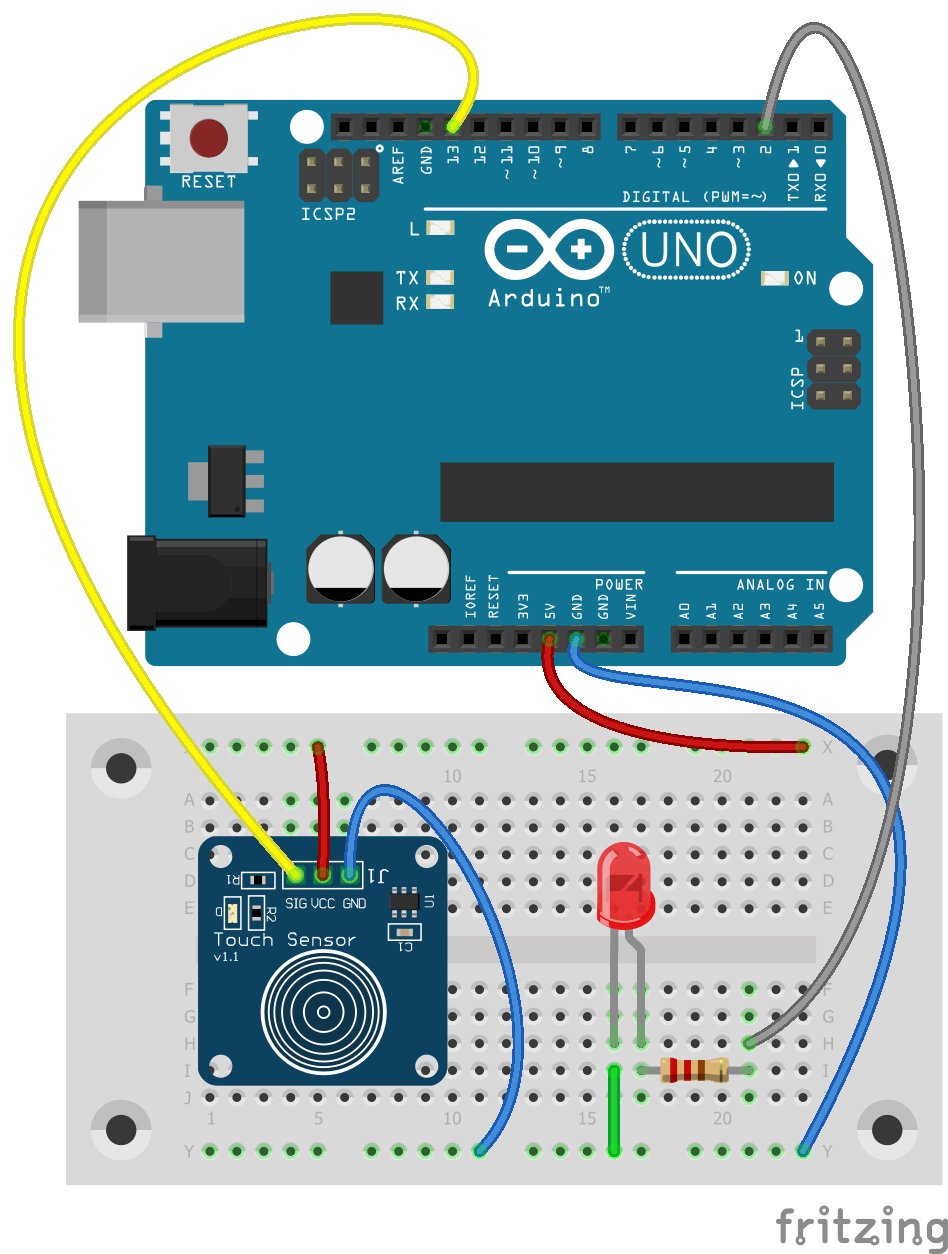 RESET
ICSP2
AREF
GND
13
12
~11
~10
~9
8
7
~6
~5
4
~3
2
TX0▶1
RX0◀0
DIGITAL (PWM=~)
L
TX
RX
Arduino™
UNO
ON
1
ICSP
IOREF
RESET
3V3
5V
GND
GND
VIN
POWER
A0
A1
A2
A3
A4
A5
ANALOG IN
X
10
15
20
A
B
C
D
E
A
B
C
D
E
R1
J1
SIG VCC GND
D
R2
U1
C1
Touch Sensor
v1.1
F
G
H
I
J
F
G
H
I
J
1
5
15
20
Y
Y
fritzing